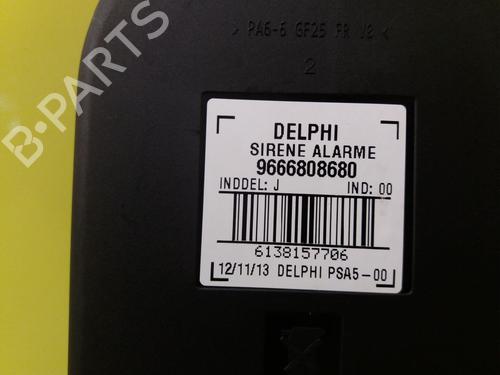 > PA6-6 GF25 FR V2 <
2
B-PARTS
DELPHI
SIRENE ALARME
9666808680
INDDEL: J IND: 00
6138157706
12/11/13 DELPHI PSA5-00